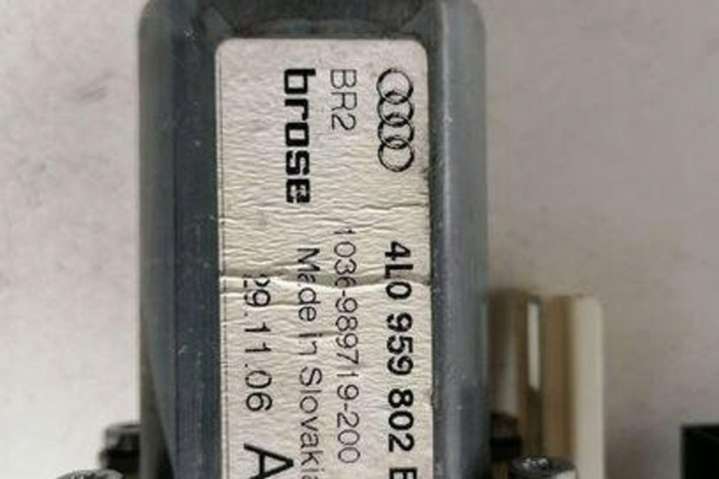 4L0 959 802 E
BR2 1036-989719-200
brose Made in Slovakia
29.11.06 A